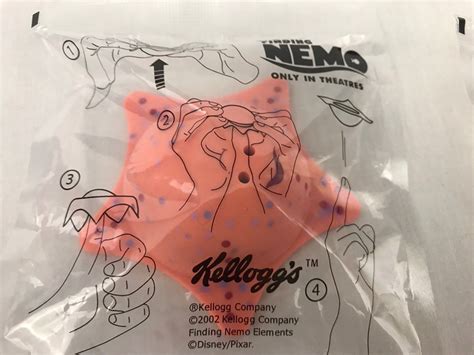 FINDING
NEMO
ONLY IN THEATRES
1
2
3
Kellogg's™
4
®Kellogg Company
©2002 Kellogg Company
Finding Nemo Elements
©Disney/Pixar.